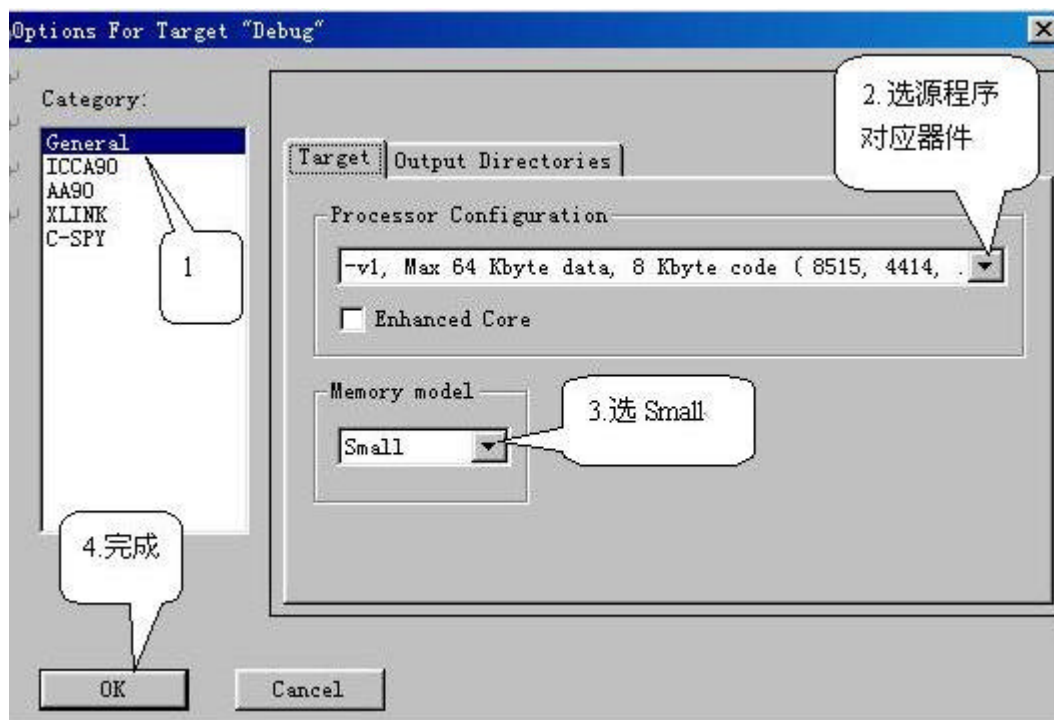 Options For Target "Debug"
Category:
General
ICCA90
AA90
XLINK
C-SPY
1
Target
Output Directories
2.选源程序
对应器件
Processor Configuration
-v1, Max 64 Kbyte data, 8 Kbyte code ( 8515, 4414, .
Enhanced Core
Memory model
Small
3.选 Small
4.完成
OK
Cancel